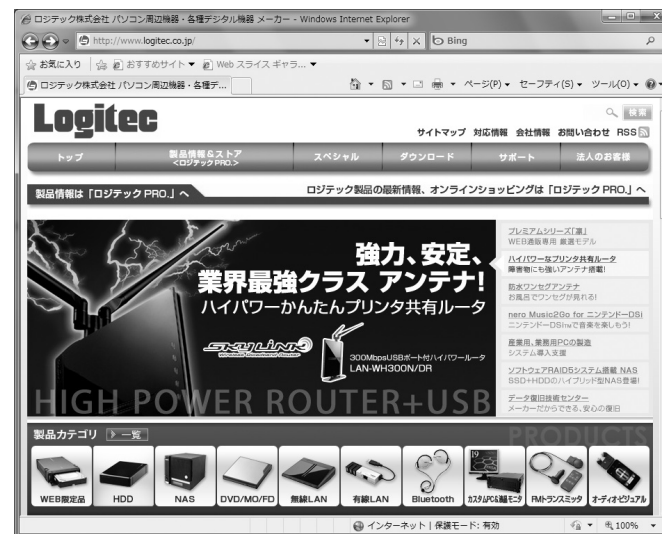 ロジテック株式会社 パソコン周辺機器・各種デジタル機器 メーカー - Windows Internet Explorer
http://www.logitec.co.jp/
Bing
お気に入り おすすめサイト Web スライス ギャラ...
ロジテック株式会社 パソコン周辺機器・各種デ...
ページ(P) セーフティ(S) ツール(O)
検索
Logitec
サイトマップ 対応情報 会社情報 お問い合わせ RSS
トップ 製品情報&ストア スペシャル ダウンロード サポート 法人のお客様
<ロジテックPRO.>
製品情報は「ロジテック PRO.」へ
ロジテック製品の最新情報、オンラインショッピングは「ロジテック PRO.」へ
強力、安定、
業界最強クラス アンテナ!
ハイパワーかんたんプリンタ共有ルータ
SKYLINK
Wireless Broadband Router
300MbpsUSBポート付ハイパワールータ
LAN-WH300N/DR
HIGH POWER ROUTER+USB
プレミアムシリーズ「凛」
WEB通販専用 厳選モデル
ハイパワーなプリンタ共有ルータ
障害物にも強いアンテナ搭載!
防水ワンセグアンテナ
お風呂でワンセグが見れる!
nero Music2Go for ニンテンドーDSi
ニンテンドーDSi™で音楽を楽しもう!
産業用、業務用PCの製造
システム導入支援
ソフトウェアRAID5システム搭載 NAS
SSD+HDDのハイブリッド型NAS登場!
データ復旧技術センター
メーカーだからできる、安心の復旧
製品カテゴリ 一覧
PRODUCTS
WEB限定品 HDD NAS DVD/MO/FD 無線LAN 有線LAN Bluetooth カスタムPC&液晶モニタ FMトランスミッタ オーディオ・ビジュアル
インターネット | 保護モード: 有効
100%